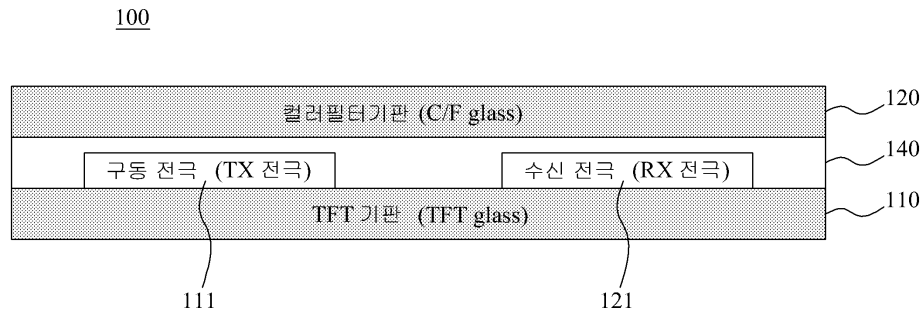 100
컬러필터기판 (C/F glass)
120
140
구동 전극 (TX 전극)
수신 전극 (RX 전극)
110
TFT 기판 (TFT glass)
111
121